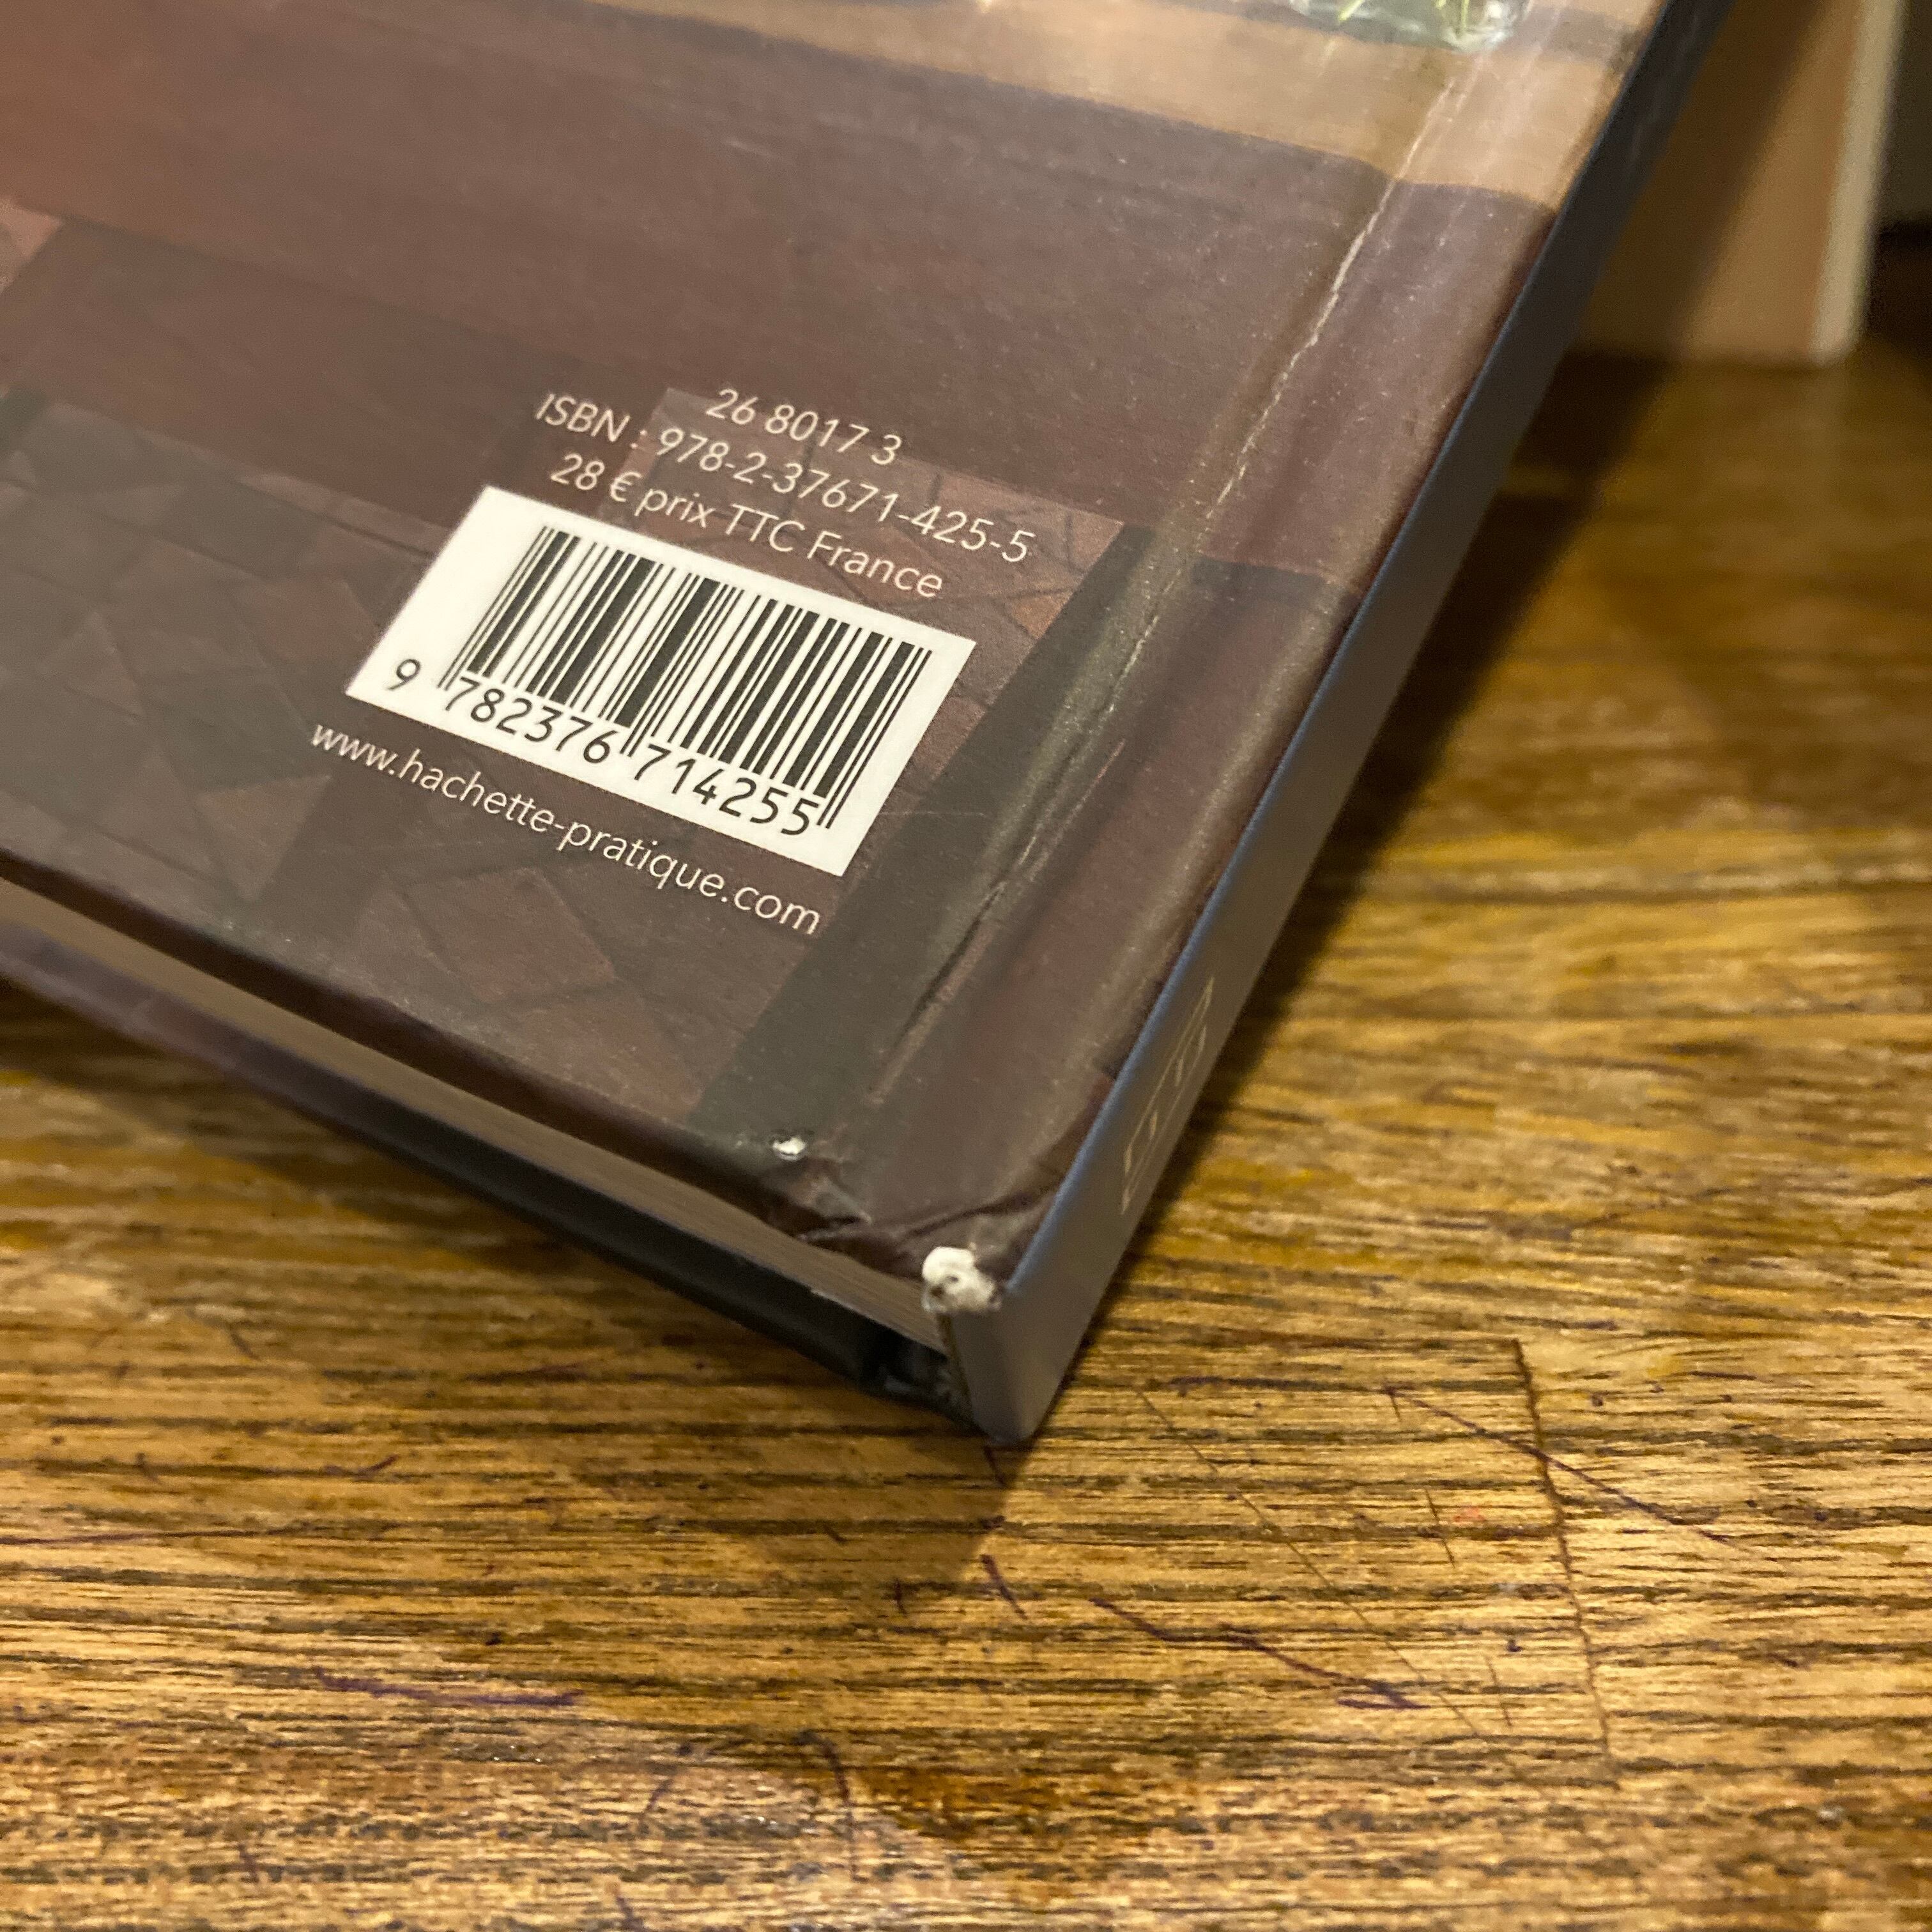 26 8017 3
ISBN : 978-2-37671-425-5
28 € prix TTC France
9 782376 714255
www.hachette-pratique.com